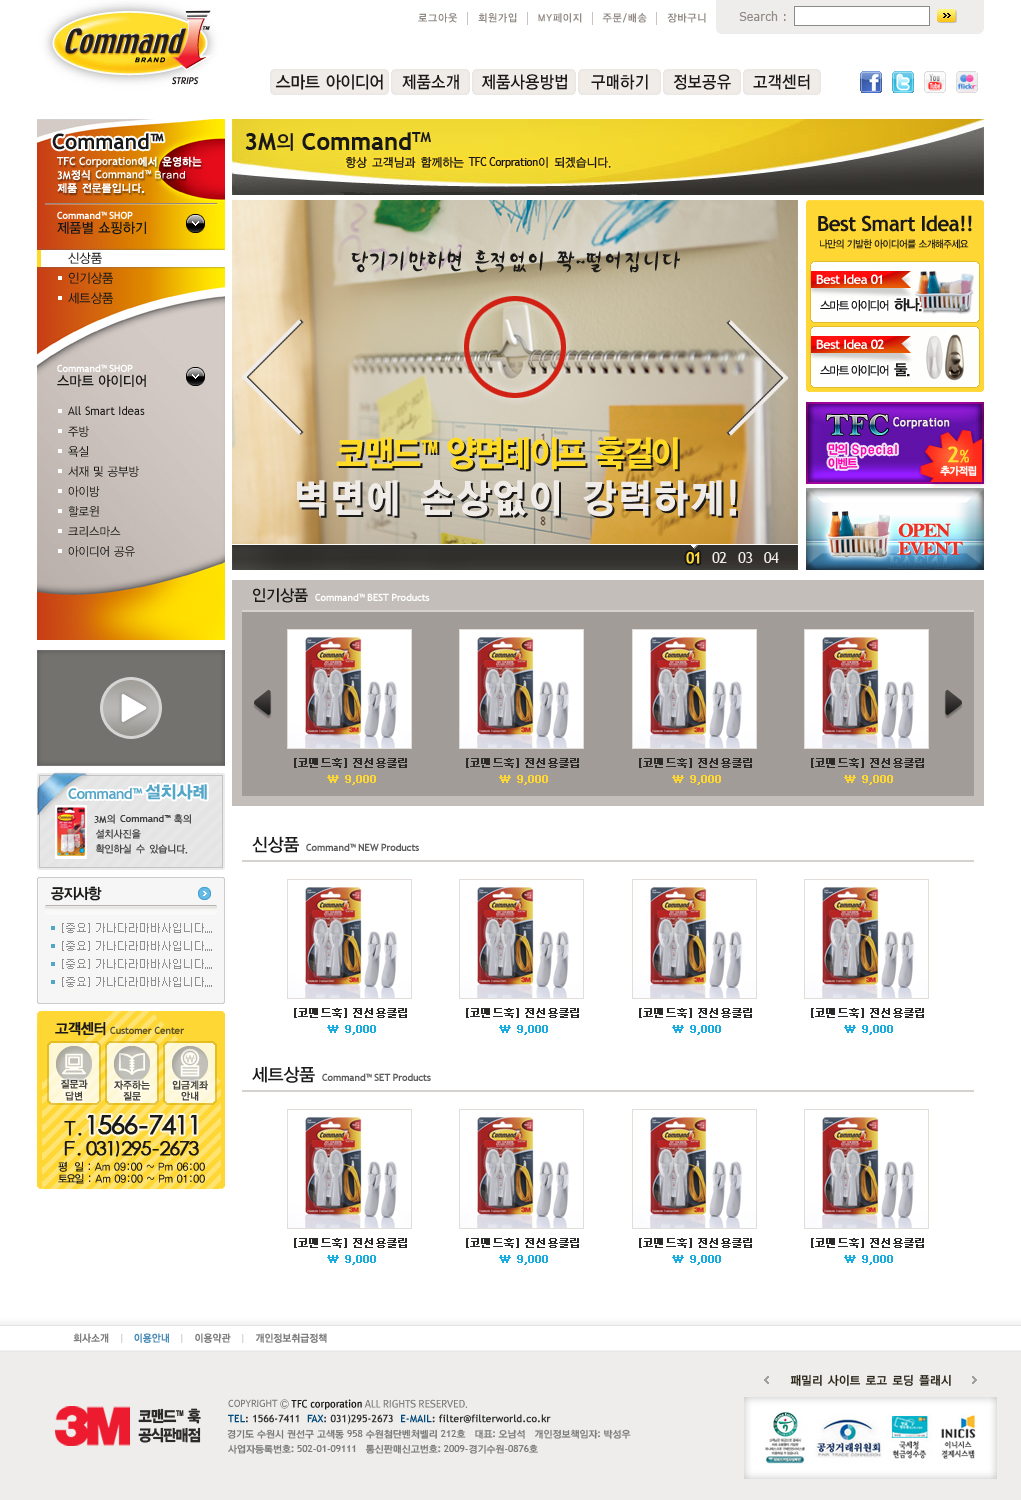 Command
BRAND
STRIPS
로그아웃 회원가입 MY페이지 주문/배송 장바구니
Search :
스마트 아이디어 제품소개 제품사용방법 구매하기 정보공유 고객센터
You Tube
flickr
Command™
TFC Corporation에서 운영하는
3M정식 Command™ Brand
제품 전문몰입니다.
Command™ SHOP
제품별 쇼핑하기
신상품
인기상품
세트상품
Command™ SHOP
스마트 아이디어
All Smart Ideas
주방
욕실
서재 및 공부방
아이방
할로윈
크리스마스
아이디어 공유
3M의 Command™
항상 고객님과 함께하는 TFC Corpration이 되겠습니다.
당기기만하면 흔적없이 쫙~떨어집니다
코맨드™ 양면테이프 훅걸이
벽면에 손상없이 강력하게!
01 02 03 04
Best Smart Idea!!
나만의 기발한 아이디어를 소개해주세요
Best Idea 01
스마트 아이디어 하나.
Best Idea 02
스마트 아이디어 둘.
TFC Corpration
만의 Special
이벤트
2%
추가적립
OPEN
EVENT
인기상품 Command™ BEST Products
[코맨드훅] 전선용클립 [코맨드훅] 전선용클립 [코맨드훅] 전선용클립 [코맨드훅] 전선용클립
₩ 9,000 ₩ 9,000 ₩ 9,000 ₩ 9,000
Command™ 설치사례
3M의 Command™ 훅의
설치사진을
확인하실 수 있습니다.
공지사항
[중요] 가나다라마바사입니다....
[중요] 가나다라마바사입니다....
[중요] 가나다라마바사입니다....
[중요] 가나다라마바사입니다....
고객센터 Customer Center
질문과
답변
자주하는
질문
입금계좌
안내
T. 1566-7411
F. 031)295-2673
평 일 : Am 09:00 ~ Pm 06:00
토요일 : Am 09:00 ~ Pm 01:00
신상품 Command™ NEW Products
[코맨드훅] 전선용클립 [코맨드훅] 전선용클립 [코맨드훅] 전선용클립 [코맨드훅] 전선용클립
₩ 9,000 ₩ 9,000 ₩ 9,000 ₩ 9,000
세트상품 Command™ SET Products
[코맨드훅] 전선용클립 [코맨드훅] 전선용클립 [코맨드훅] 전선용클립 [코맨드훅] 전선용클립
₩ 9,000 ₩ 9,000 ₩ 9,000 ₩ 9,000
회사소개 이용안내 이용약관 개인정보취급정책
3M 코맨드™ 훅
공식판매점
COPYRIGHT ⓒ TFC corporation ALL RIGHTS RESERVED.
TEL: 1566-7411 FAX: 031)295-2673 E-MAIL: filter@filterworld.co.kr
경기도 수원시 권선구 고색동 958 수원첨단벤처밸리 212호 대표: 오남석 개인정보책임자: 박성우
사업자등록번호: 502-01-09111 통신판매신고번호: 2009-경기수원-0876호
패밀리 사이트 로고 로딩 플래시
공정거래위원회
FAIR TRADE COMMISSION
국세청
현금영수증
INICIS
이니시스
결제시스템